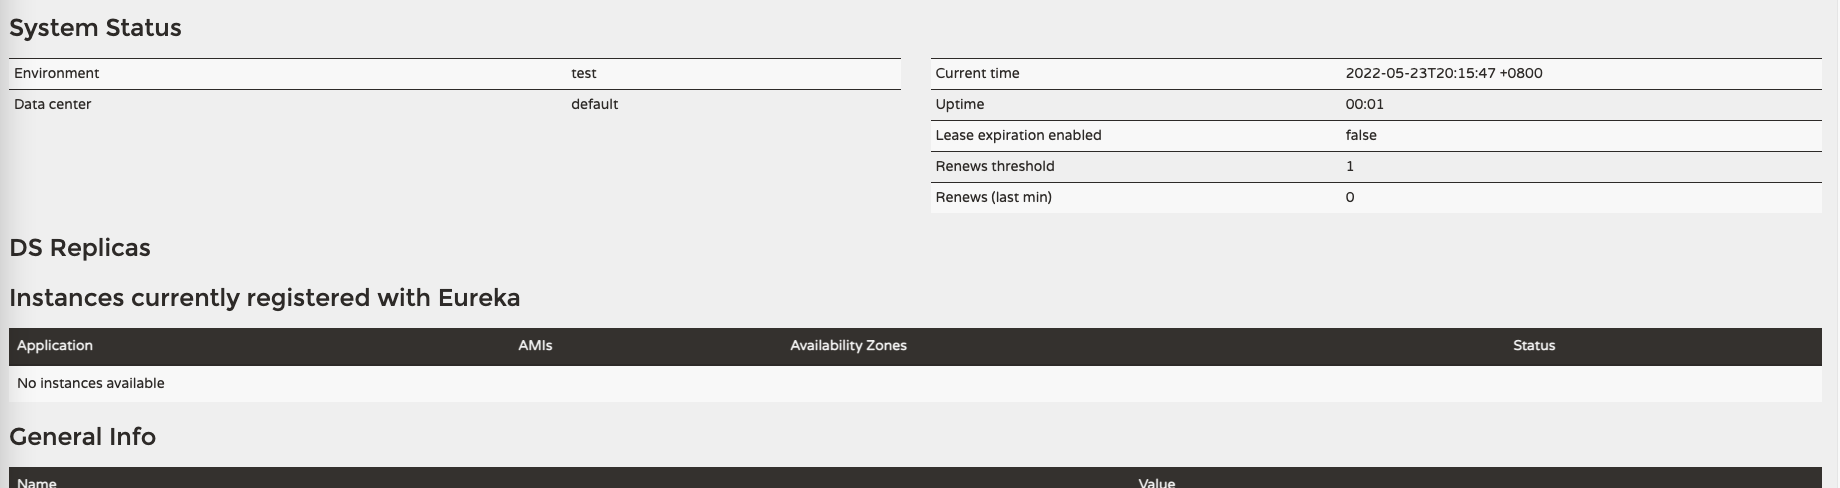 System Status
Environment test
Data center default
Current time 2022-05-23T20:15:47 +0800
Uptime 00:01
Lease expiration enabled false
Renews threshold 1
Renews (last min) 0
DS Replicas
Instances currently registered with Eureka
Application AMIs Availability Zones Status
No instances available
General Info
Name Value